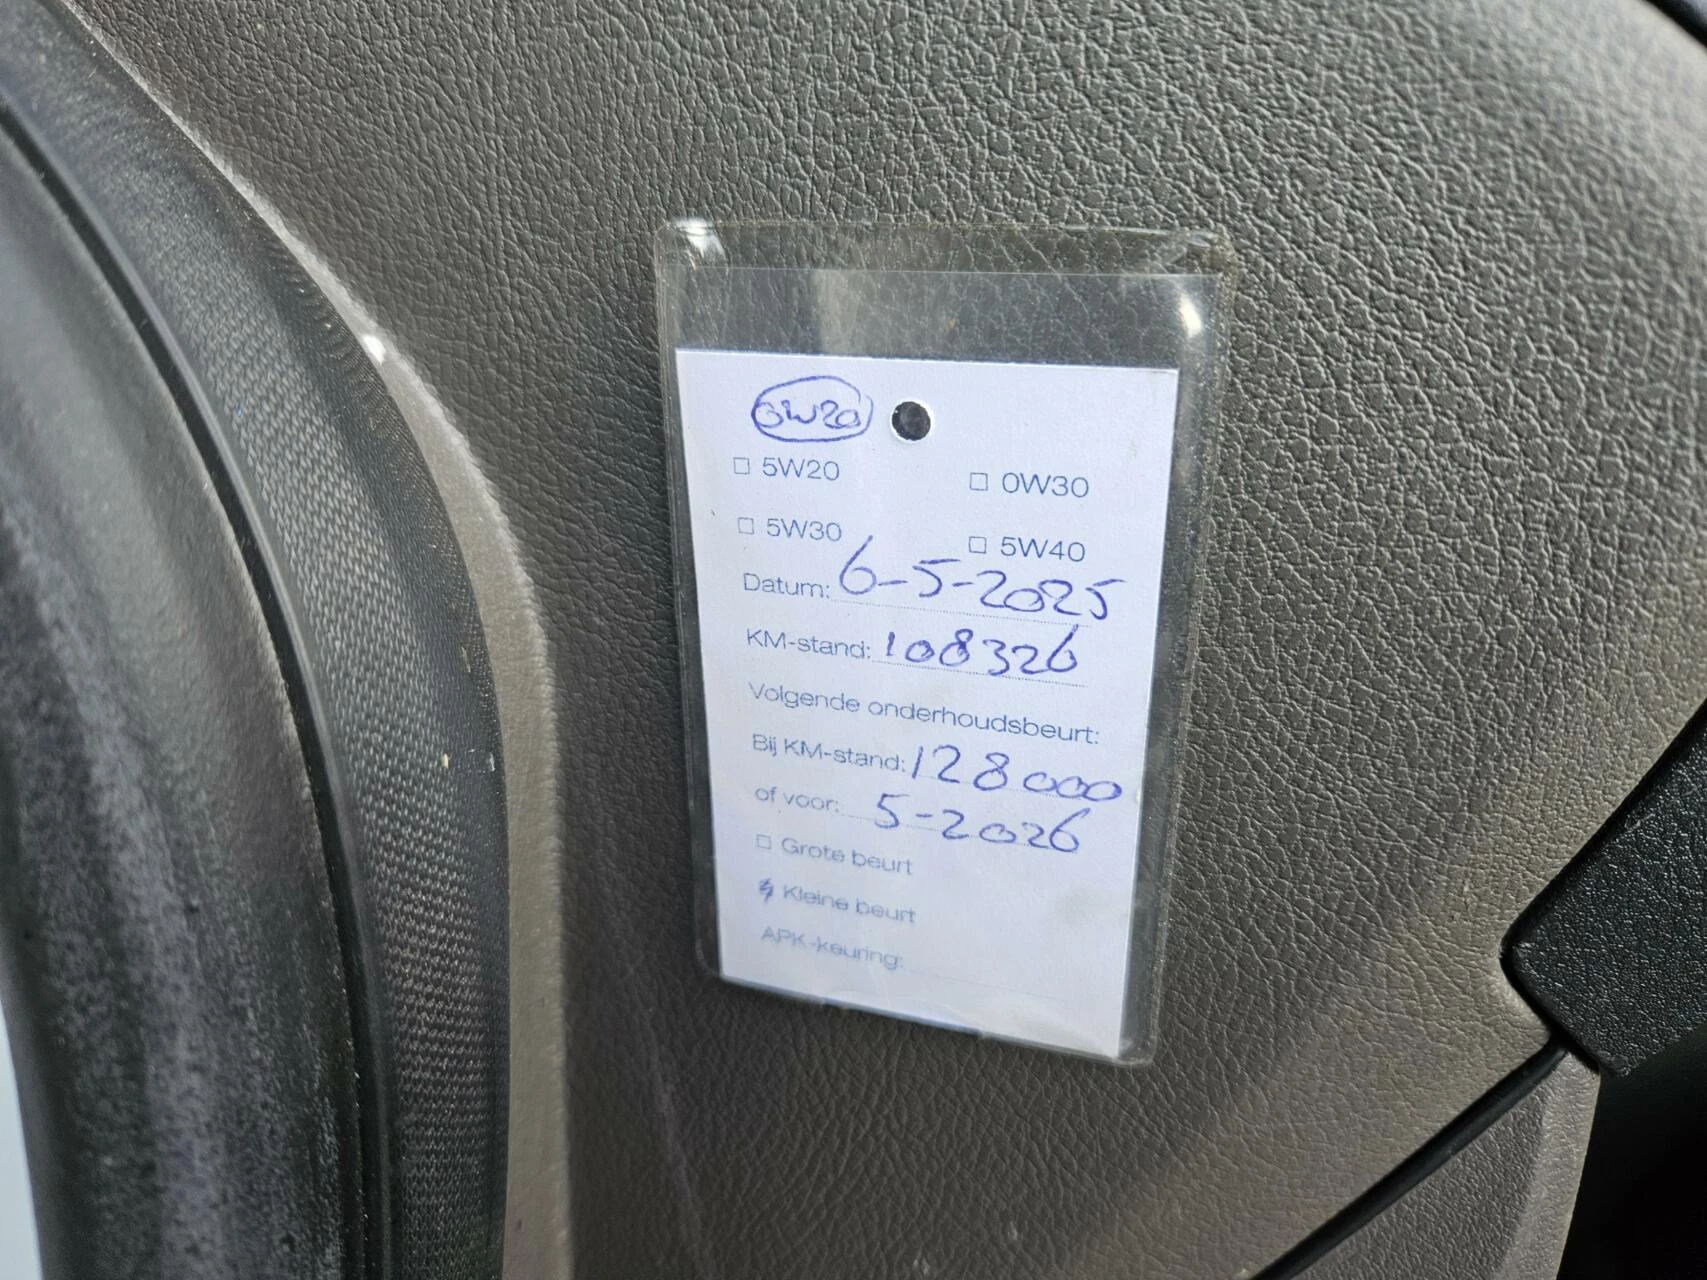 0W20
☐ 5W20 ☐ 0W30
☐ 5W30 ☐ 5W40
Datum: 6-5-2025
KM-stand: 108326
Volgende onderhoudsbeurt:
Bij KM-stand: 128000
of voor: 5-2026
☐ Grote beurt
☒ Kleine beurt
APK-keuring: